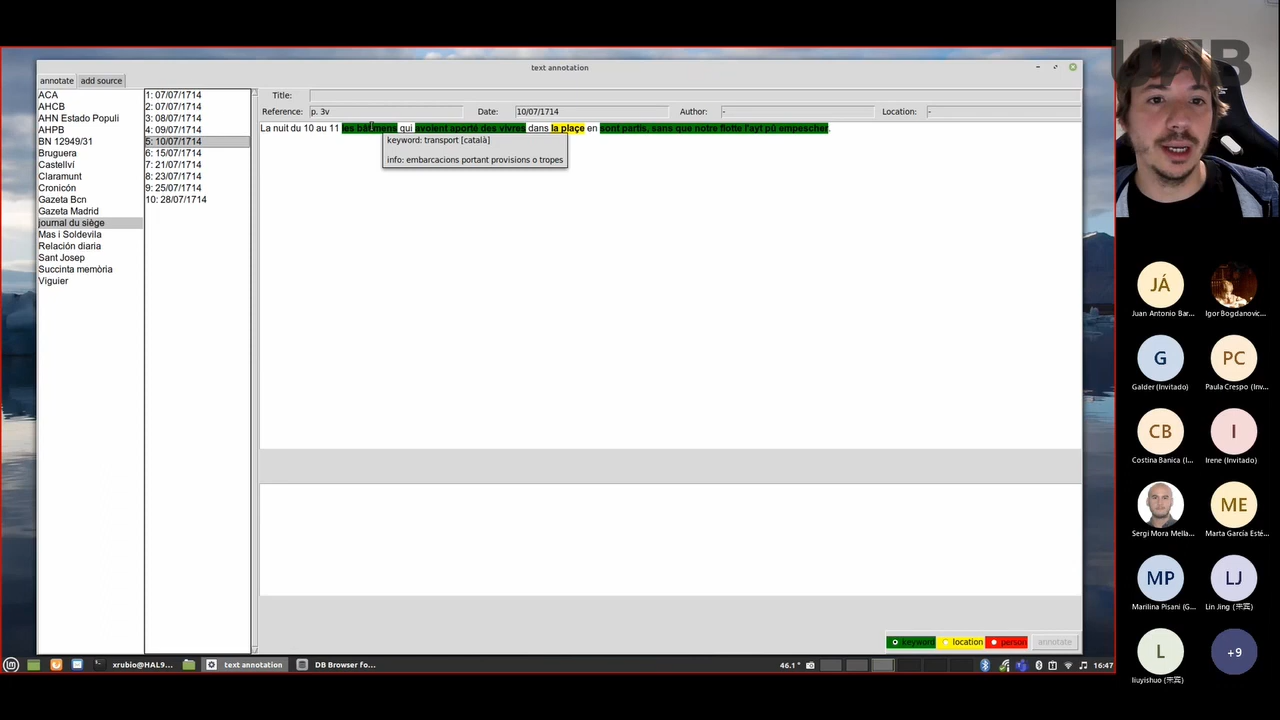 UAB
text annotation
annotate add source
ACA
AHCB
AHN Estado Populi
AHPB
BN 12949/31
Bruguera
Castellví
Claramunt
Cronicón
Gazeta Bcn
Gazeta Madrid
journal du siège
Mas i Soldevila
Relación diaria
Sant Josep
Succinta memòria
Viguier
1: 07/07/1714
2: 07/07/1714
3: 08/07/1714
4: 09/07/1714
5: 10/07/1714
6: 15/07/1714
7: 21/07/1714
8: 23/07/1714
9: 25/07/1714
10: 28/07/1714
Title:
Reference: p. 3v Date: 10/07/1714 Author: - Location: -
La nuit du 10 au 11 les bâtimens qui avoient aporté des vivres dans la plaçe en sont partis, sans que notre flotte l'ayt pû empescher.
keyword: transport [català]
info: embarcacions portant provisions o tropes
keyword location person annotate
xrubio@HAL9... text annotation DB Browser fo... 46.1° 16:47
JÁ
Juan Antonio Bar... Igor Bogdanovic...
G PC
Galder (Invitado) Paula Crespo (Inv...
CB I
Costina Banica (I... Irene (Invitado)
ME
Sergi Mora Mella... Marta García Esté...
MP LJ
Marilina Pisani (G... Lin Jing (来宾)
L +9
liuyishuo (来宾)